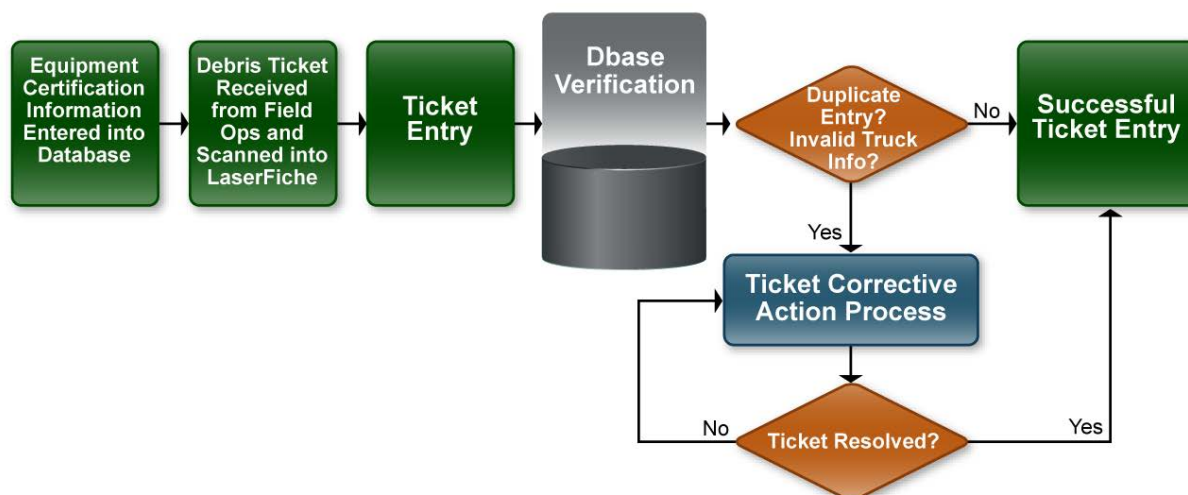 Equipment
Certification
Information
Entered into
Database
Debris Ticket
Received
from Field
Ops and
Scanned into
LaserFiche
Ticket
Entry
Dbase
Verification
Duplicate
Entry?
Invalid Truck
Info?
No
Successful
Ticket Entry
Yes
Ticket Corrective
Action Process
No
Ticket Resolved?
Yes